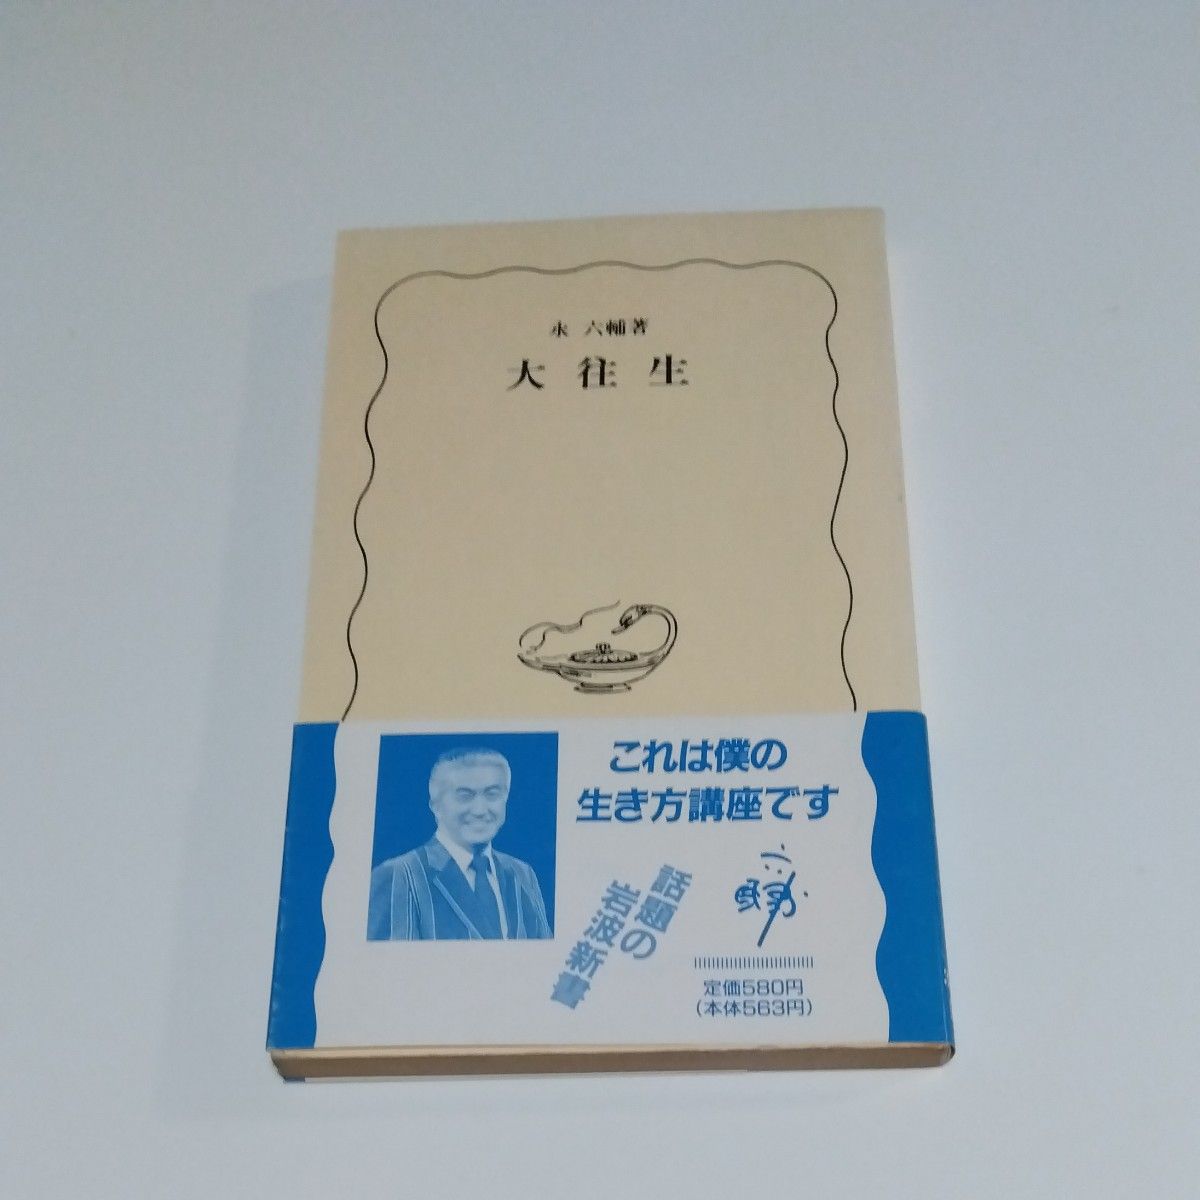 永 六輔著
大往生
これは僕の
生き方講座です
話題の
岩波新書
定価580円
(本体563円)